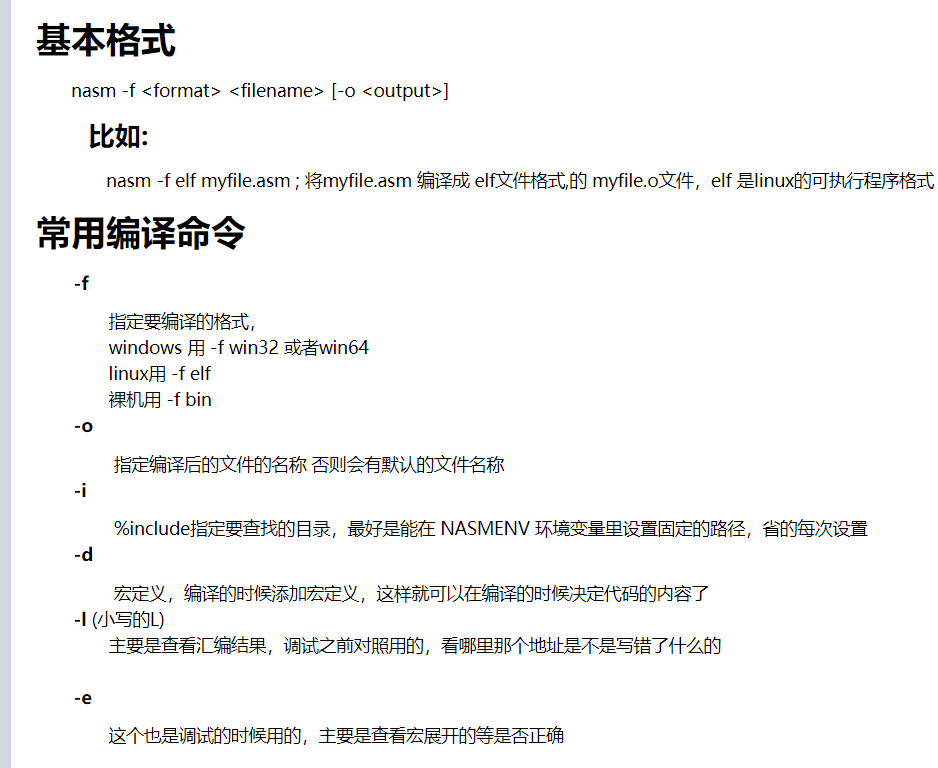 基本格式
nasm -f <format> <filename> [-o <output>]
比如:
nasm -f elf myfile.asm ; 将myfile.asm 编译成 elf文件格式,的 myfile.o文件，elf 是linux的可执行程序格式
常用编译命令
-f
指定要编译的格式，
windows 用 -f win32 或者win64
linux用 -f elf
裸机用 -f bin
-o
指定编译后的文件的名称 否则会有默认的文件名称
-i
%include指定要查找的目录，最好是能在 NASMENV 环境变量里设置固定的路径，省的每次设置
-d
宏定义，编译的时候添加宏定义，这样就可以在编译的时候决定代码的内容了
-l (小写的L)
主要是查看汇编结果，调试之前对照用的，看哪里那个地址是不是写错了什么的
-e
这个也是调试的时候用的，主要是查看宏展开的等是否正确